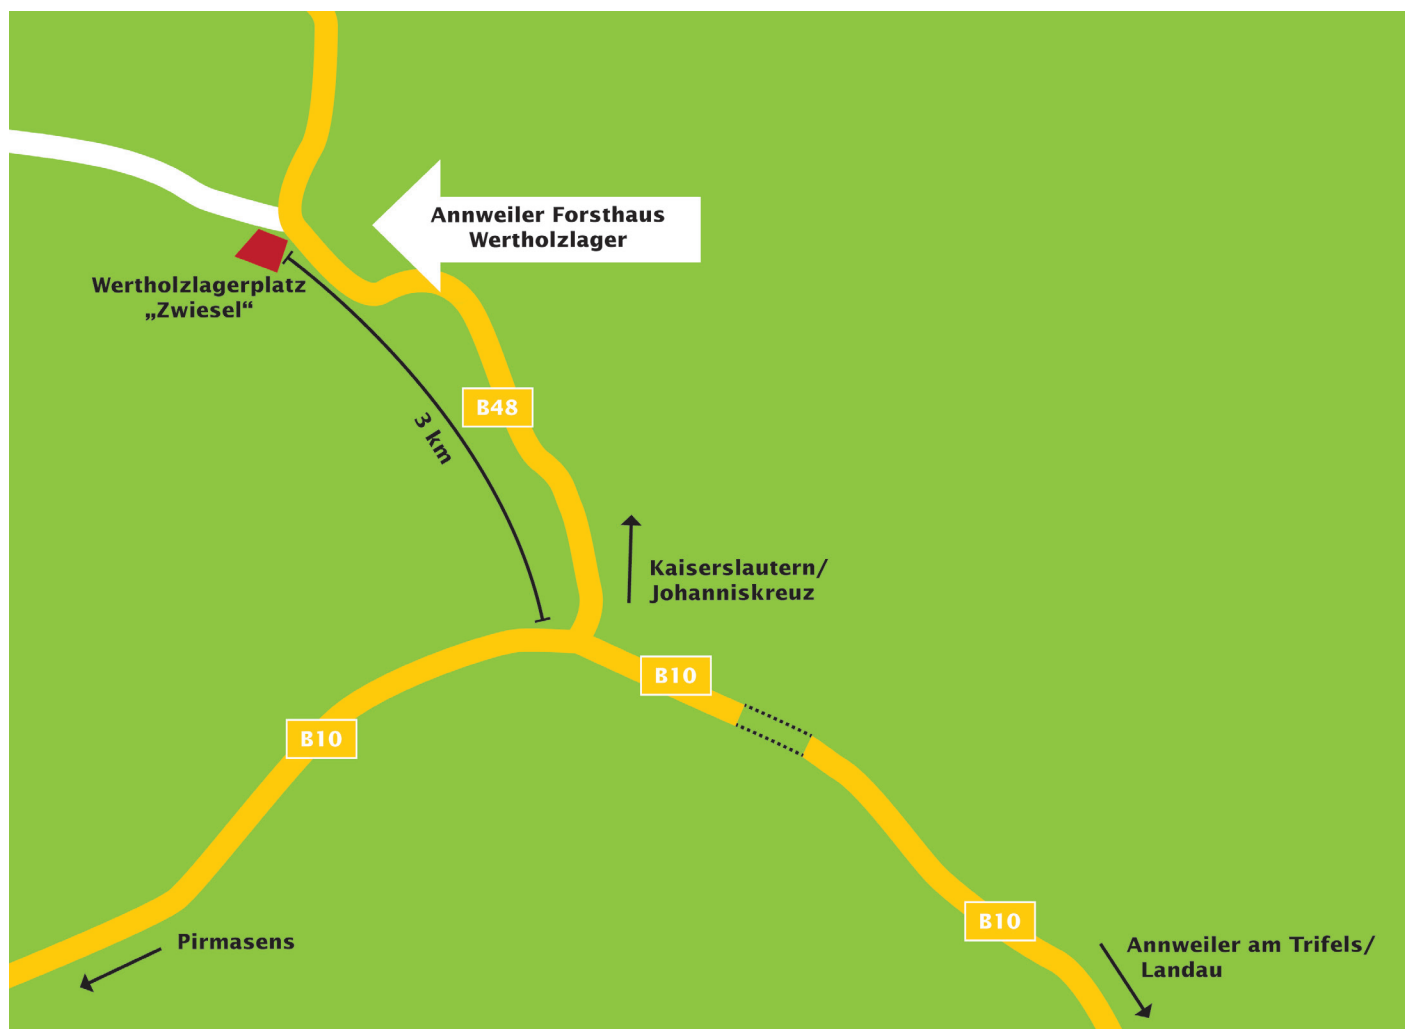 Annweiler Forsthaus
Wertholzlager
Wertholzlagerplatz
„Zwiesel“
B48
3 km
Kaiserslautern/
Johanniskreuz
B10
B10
B10
Pirmasens
Annweiler am Trifels/
Landau